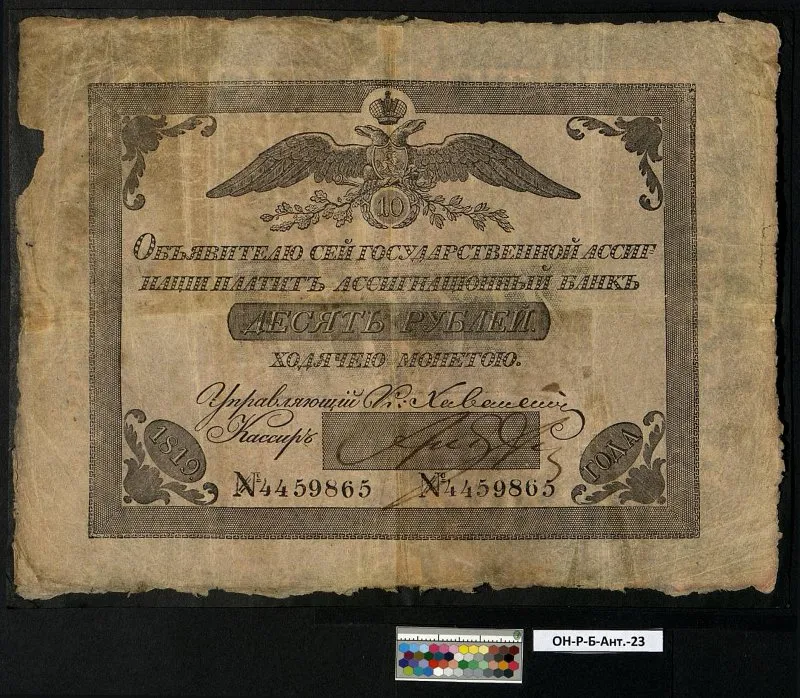 10
Объявителю сей государственной ассиг-
нации платитъ ассигнационный банкъ
ДЕСЯТЬ РУБЛЕЙ
ходячею монетою.
Управляющій К. Хованскій
Кассиръ
1819 ГОДА
№4459865 №4459865
ОН-Р-Б-Ант.-23